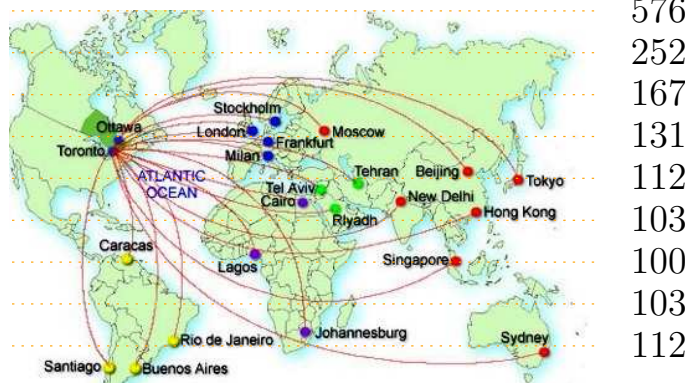 576
252
167
131
112
103
100
103
112
Stockholm
Ottawa
London
Moscow
Toronto
Frankfurt
Milan
Tehran
Beijing
Tokyo
ATLANTIC
OCEAN
Tel Aviv
Cairo
New Delhi
Riyadh
Hong Kong
Caracas
Lagos
Singapore
Rio de Janeiro
Johannesburg
Sydney
Santiago
Buenos Aires